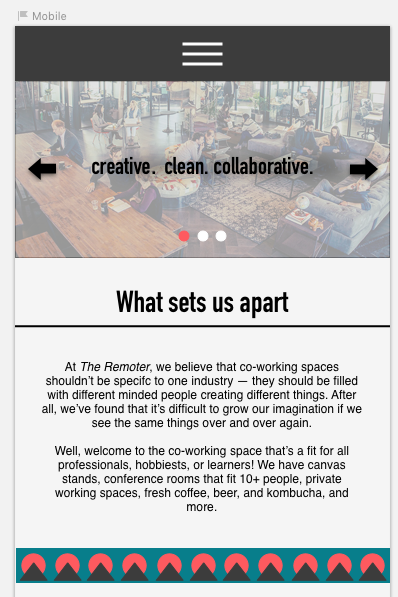 Mobile
creative. clean. collaborative.
What sets us apart
At The Remoter, we believe that co-working spaces
shouldn't be specifc to one industry — they should be filled
with different minded people creating different things. After
all, we've found that it's difficult to grow our imagination if we
see the same things over and over again.
Well, welcome to the co-working space that's a fit for all
professionals, hobbiests, or learners! We have canvas
stands, conference rooms that fit 10+ people, private
working spaces, fresh coffee, beer, and kombucha, and
more.